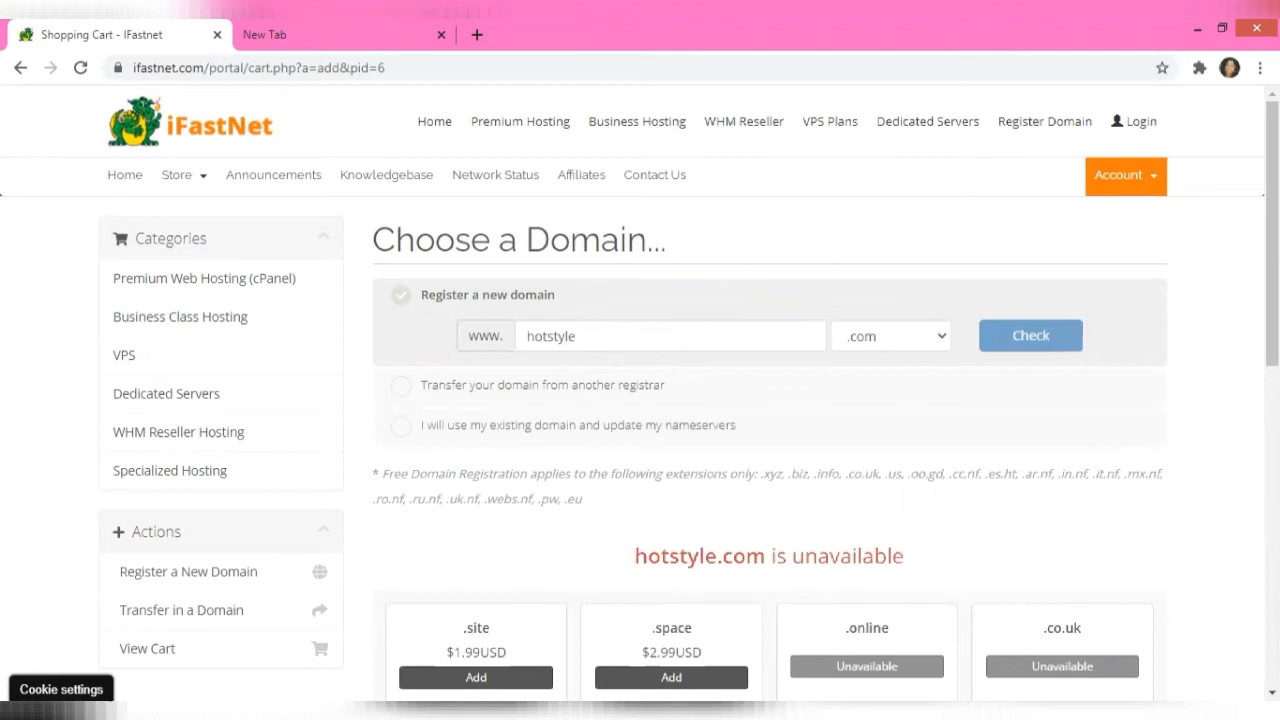 Shopping Cart - iFastnet
New Tab
ifastnet.com/portal/cart.php?a=add&pid=6
iFastNet
Home Premium Hosting Business Hosting WHM Reseller VPS Plans Dedicated Servers Register Domain Login
Home Store Announcements Knowledgebase Network Status Affiliates Contact Us Account
Categories
Premium Web Hosting (cPanel)
Business Class Hosting
VPS
Dedicated Servers
WHM Reseller Hosting
Specialized Hosting
Actions
Register a New Domain
Transfer in a Domain
View Cart
Cookie settings
Choose a Domain...
Register a new domain
www. hotstyle .com Check
Transfer your domain from another registrar
I will use my existing domain and update my nameservers
* Free Domain Registration applies to the following extensions only: .xyz, .biz, .info, .co.uk, .us, .oo.gd, .cc.nf, .es.ht, .ar.nf, .in.nf, .it.nf, .mx.nf,
.ro.nf, .ru.nf, .uk.nf, .webs.nf, .pw, .eu
hotstyle.com is unavailable
.site .space .online .co.uk
$1.99USD $2.99USD Unavailable Unavailable
Add Add